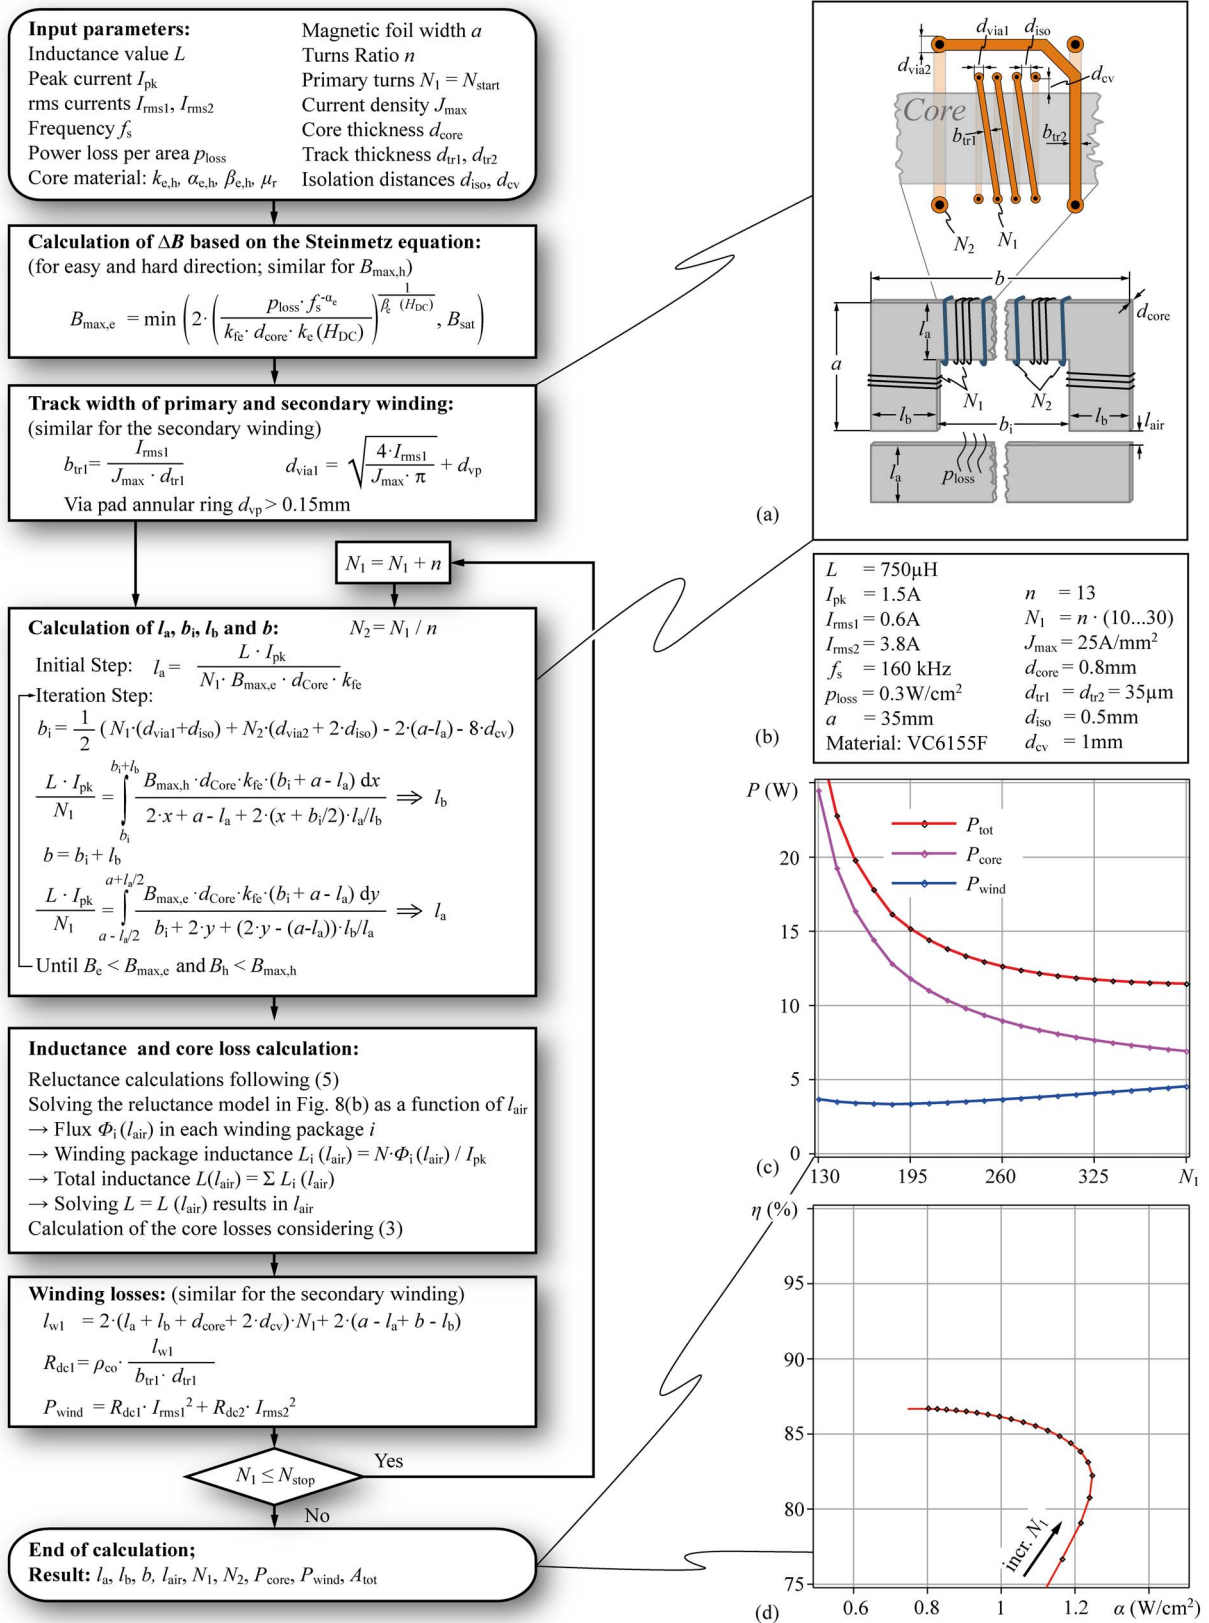 Input parameters:
Inductance value L
Peak current I_pk
rms currents I_rms1, I_rms2
Frequency f_s
Power loss per area p_loss
Core material: k_e,h, α_e,h, β_e,h, μ_r
Magnetic foil width a
Turns Ratio n
Primary turns N_1 = N_start
Current density J_max
Core thickness d_core
Track thickness d_tr1, d_tr2
Isolation distances d_iso, d_cv
Calculation of ΔB based on the Steinmetz equation:
(for easy and hard direction; similar for B_max,h)
B_max,e = min (2·(p_loss·f_s^-α_e / k_fe·d_core·k_e(H_DC))^(1/β_e(H_DC)), B_sat)
Track width of primary and secondary winding:
(similar for the secondary winding)
b_tr1 = I_rms1 / J_max·d_tr1
d_via1 = √(4·I_rms1 / J_max·π) + d_vp
Via pad annular ring d_vp > 0.15mm
N_1 = N_1 + n
Calculation of l_a, b_i, l_b and b:
N_2 = N_1 / n
Initial Step: l_a = L·I_pk / N_1·B_max,e·d_Core·k_fe
Iteration Step:
b_i = 1/2 (N_1·(d_via1+d_iso) + N_2·(d_via2 + 2·d_iso) - 2·(a-l_a) - 8·d_cv)
L·I_pk / N_1 = ∫_{b_i}^{b_i+l_b} B_max,h·d_Core·k_fe·(b_i + a - l_a) dx / 2·x + a - l_a + 2·(x + b_i/2)·l_a/l_b ⇒ l_b
b = b_i + l_b
L·I_pk / N_1 = ∫_{a - l_a/2}^{a+l_a/2} B_max,e·d_Core·k_fe·(b_i + a - l_a) dy / b_i + 2·y + (2·y - (a-l_a))·l_b/l_a ⇒ l_a
Until B_e < B_max,e and B_h < B_max,h
Inductance and core loss calculation:
Reluctance calculations following (5)
Solving the reluctance model in Fig. 8(b) as a function of l_air
→ Flux Φ_i (l_air) in each winding package i
→ Winding package inductance L_i (l_air) = N·Φ_i (l_air) / I_pk
→ Total inductance L(l_air) = Σ L_i (l_air)
→ Solving L = L (l_air) results in l_air
Calculation of the core losses considering (3)
Winding losses: (similar for the secondary winding)
l_w1 = 2·(l_a + l_b + d_core + 2·d_cv)·N_1 + 2·(a - l_a + b - l_b)
R_dc1 = ρ_co · l_w1 / b_tr1·d_tr1
P_wind = R_dc1·I_rms1² + R_dc2·I_rms2²
N_1 ≤ N_stop
Yes
No
End of calculation;
Result: l_a, l_b, b, l_air, N_1, N_2, P_core, P_wind, A_tot
d_via1
d_iso
d_via2
d_cv
Core
b_tr1
b_tr2
N_2
N_1
b
d_core
l_a
a
N_1
N_2
l_b
b_i
l_b
l_air
l_a
p_loss
(a)
L = 750μH
I_pk = 1.5A
I_rms1 = 0.6A
I_rms2 = 3.8A
f_s = 160 kHz
p_loss = 0.3W/cm²
a = 35mm
Material: VC6155F
n = 13
N_1 = n · (10...30)
J_max = 25A/mm²
d_core = 0.8mm
d_tr1 = d_tr2 = 35μm
d_iso = 0.5mm
d_cv = 1mm
(b)
P (W)
20
15
10
5
0
P_tot
P_core
P_wind
130
195
260
325
N_1
(c)
η (%)
95
90
85
80
75
incr. N_1
0.6
0.8
1
1.2
α (W/cm²)
(d)